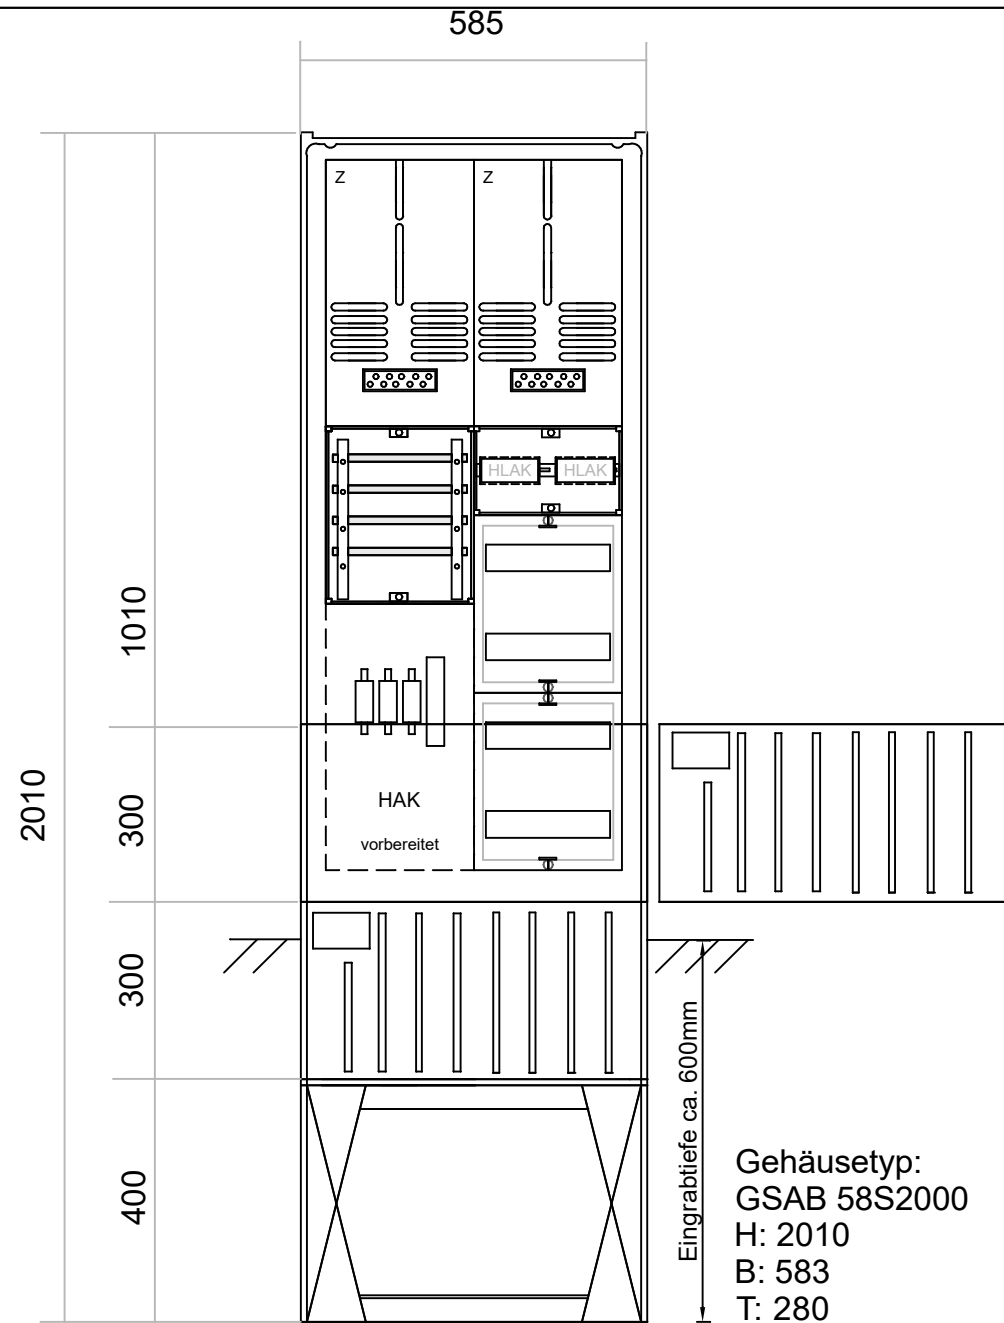 585
Z
Z
HLAK
HLAK
1010
2010
300
HAK
vorbereitet
300
Eingrabtiefe ca. 600mm
400
Gehäusetyp:
GSAB 58S2000
H: 2010
B: 583
T: 280